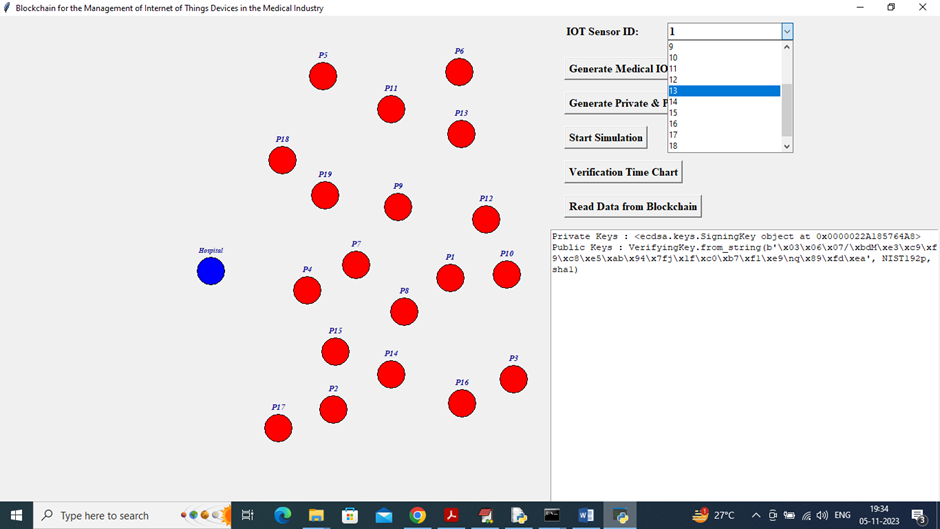 Blockchain for the Management of Internet of Things Devices in the Medical Industry
IOT Sensor ID:
1
9
10
11
12
13
14
15
16
17
18
Generate Medical IO
Generate Private & P
Start Simulation
Verification Time Chart
Read Data from Blockchain
P5
P6
P11
P13
P18
P19
P9
P12
Hospital
P7
P1
P10
P4
P8
P15
P14
P3
P16
P2
P17
Private Keys : <ecdsa.keys.SigningKey object at 0x0000022A185764A8>
Public Keys : VerifyingKey.from_string(b'\x03\x06\x07/\xbdM\xe3\xc9\xf
9\xc8\xe5\xab\x94\x7fj\x1f\xc0\xb7\xf1\xe9\nq\x89\xfd\xea', NIST192p,
sha1)
Type here to search
27°C
ENG
19:34
05-11-2023
3